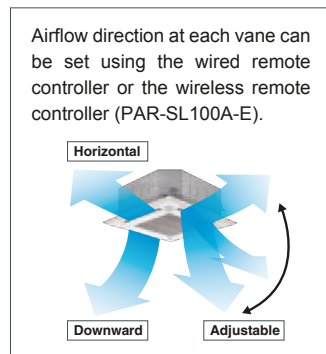 Airflow direction at each vane can
be set using the wired remote
controller or the wireless remote
controller (PAR-SL100A-E).
Horizontal
Downward
Adjustable